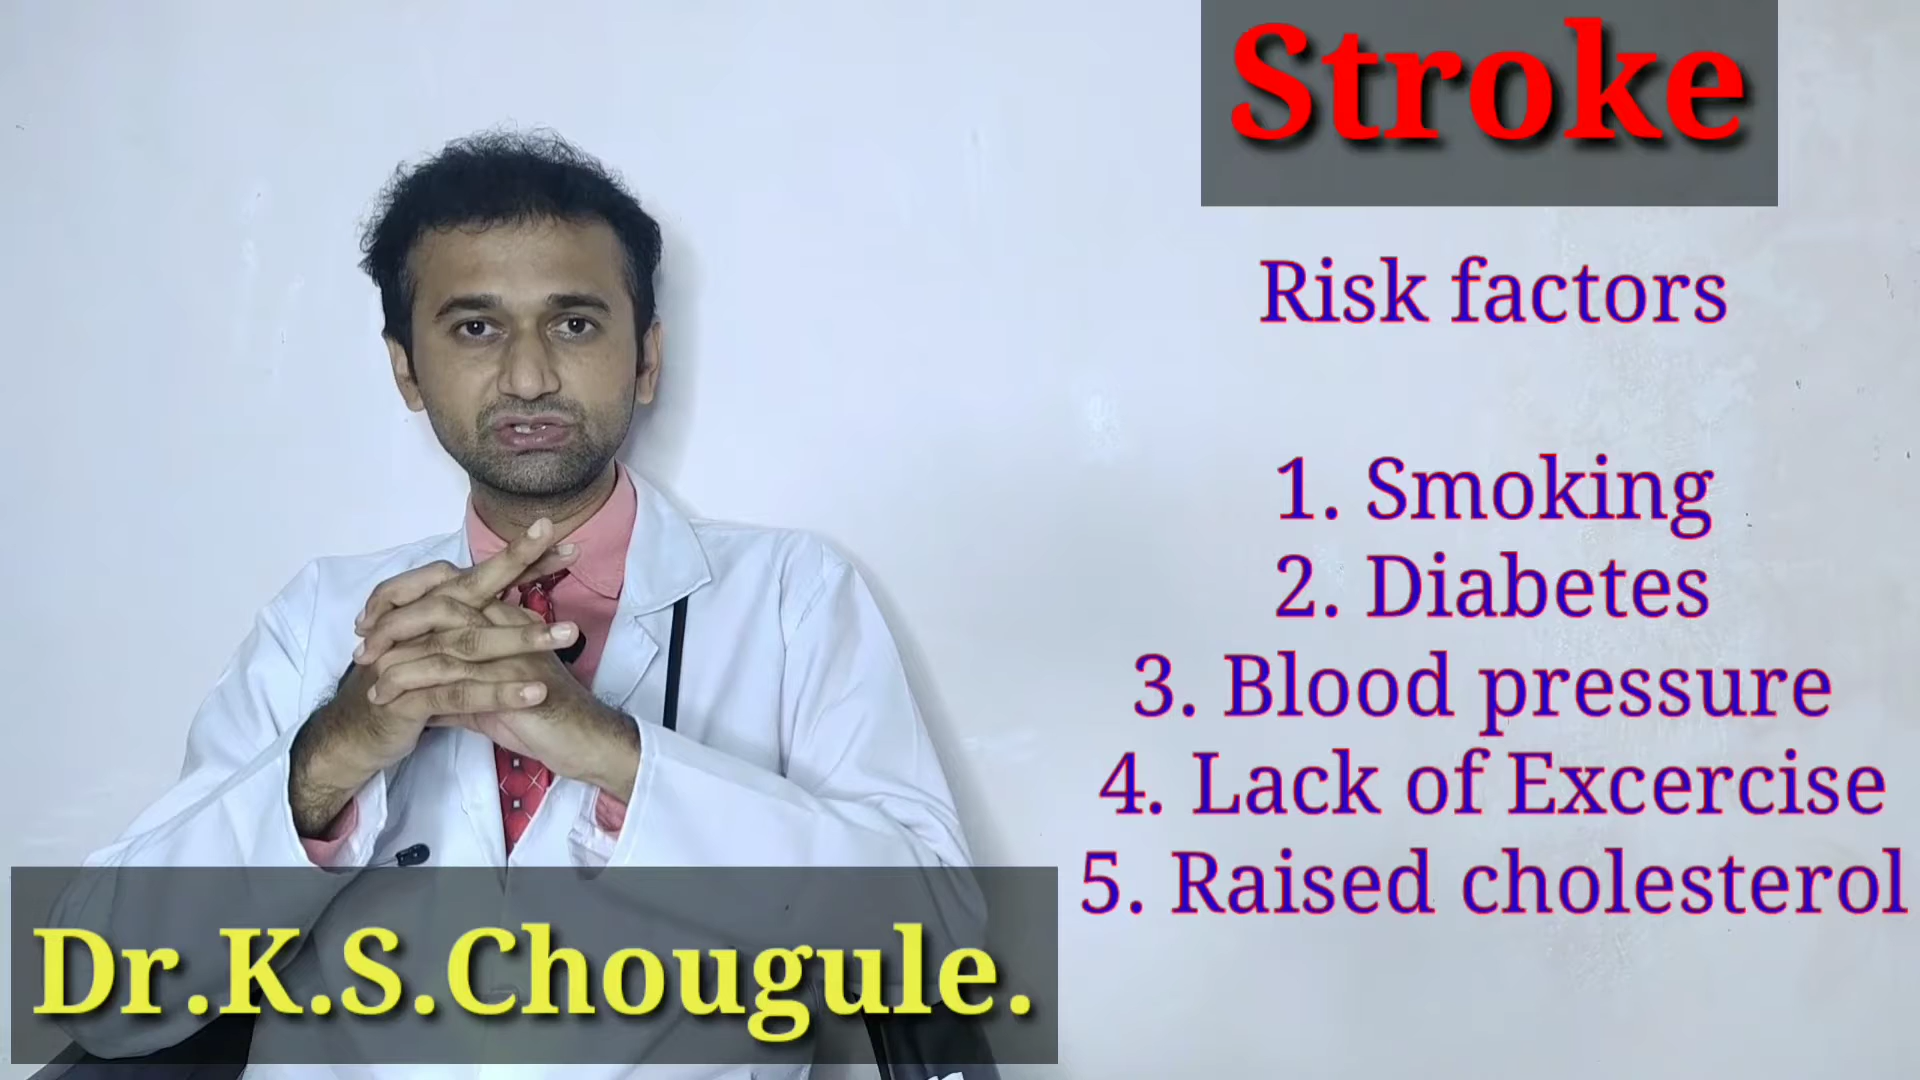 Stroke
Risk factors
1. Smoking
2. Diabetes
3. Blood pressure
4. Lack of Excercise
5. Raised cholesterol
Dr.K.S.Chougule.